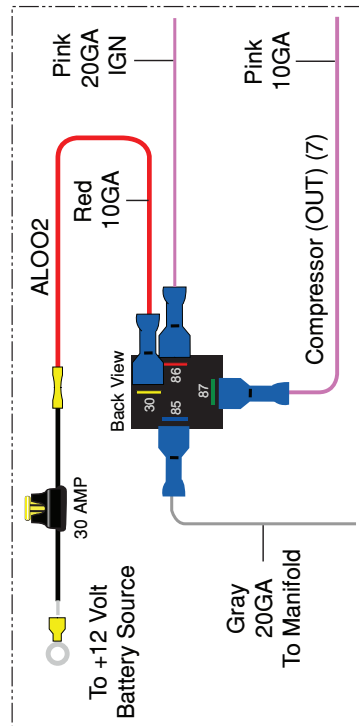 Pink
20GA
IGN
Pink
10GA
ALOO2
Red
10GA
Compressor (OUT) (7)
Back View
30
86
85
87
30 AMP
To +12 Volt
Battery Source
Gray
20GA
To Manifold